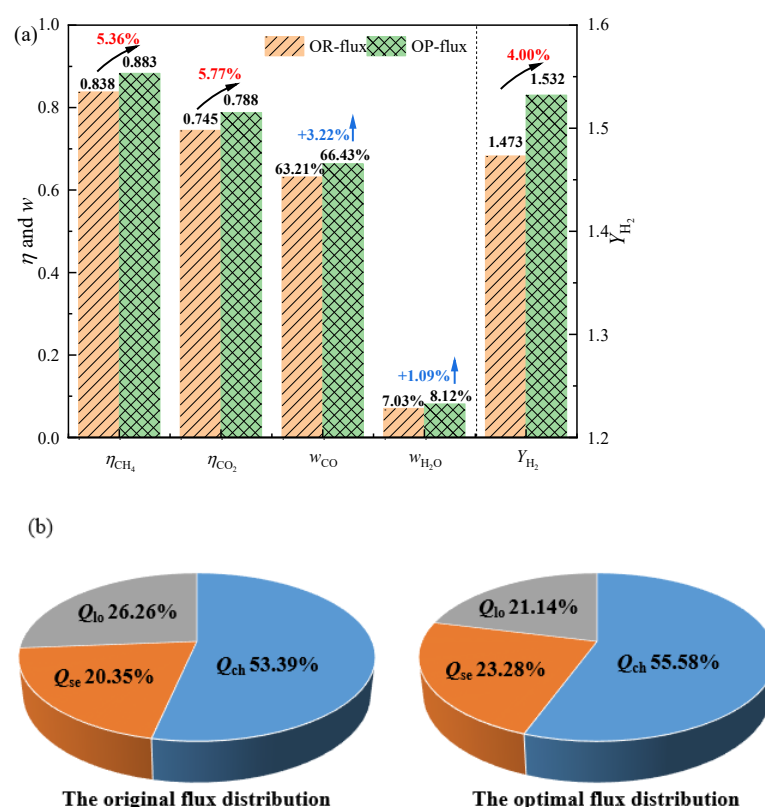 (a)
OR-flux OP-flux
5.36%
5.77%
+3.22%
+1.09%
4.00%
0.838 0.883
0.745 0.788
63.21% 66.43%
7.03% 8.12%
1.473 1.532
1.0
0.8
0.6
0.4
0.2
0.0
η and w
1.6
1.5
1.4
1.3
1.2
Y_H₂
η_CH₄ η_CO₂ w_CO w_H₂O Y_H₂
(b)
Q_lo 26.26%
Q_se 20.35%
Q_ch 53.39%
The original flux distribution
Q_lo 21.14%
Q_se 23.28%
Q_ch 55.58%
The optimal flux distribution